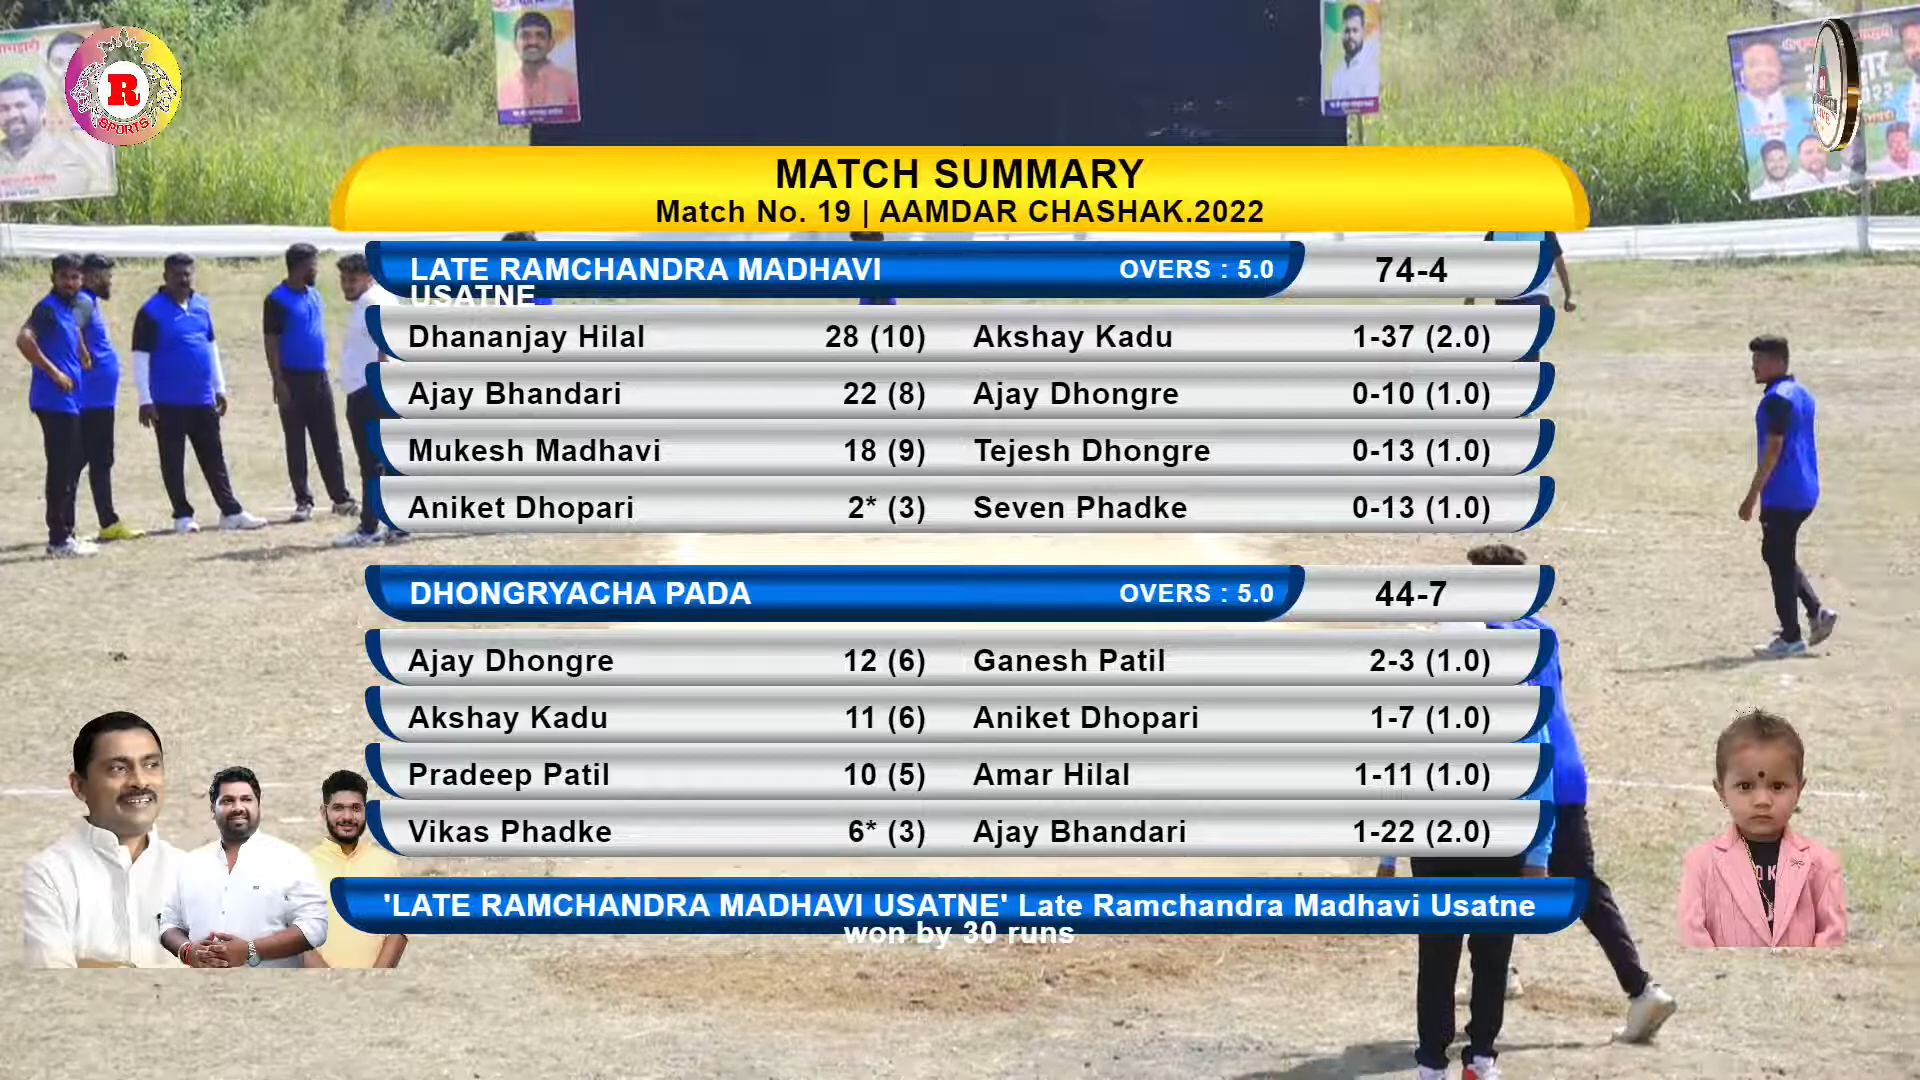 R
SPORTS
MATCH SUMMARY
Match No. 19 | AAMDAR CHASHAK.2022
LATE RAMCHANDRA MADHAVI USATNE OVERS : 5.0 74-4
Dhananjay Hilal 28 (10) Akshay Kadu 1-37 (2.0)
Ajay Bhandari 22 (8) Ajay Dhongre 0-10 (1.0)
Mukesh Madhavi 18 (9) Tejesh Dhongre 0-13 (1.0)
Aniket Dhopari 2* (3) Seven Phadke 0-13 (1.0)
DHONGRYACHA PADA OVERS : 5.0 44-7
Ajay Dhongre 12 (6) Ganesh Patil 2-3 (1.0)
Akshay Kadu 11 (6) Aniket Dhopari 1-7 (1.0)
Pradeep Patil 10 (5) Amar Hilal 1-11 (1.0)
Vikas Phadke 6* (3) Ajay Bhandari 1-22 (2.0)
'LATE RAMCHANDRA MADHAVI USATNE' Late Ramchandra Madhavi Usatne
won by 30 runs